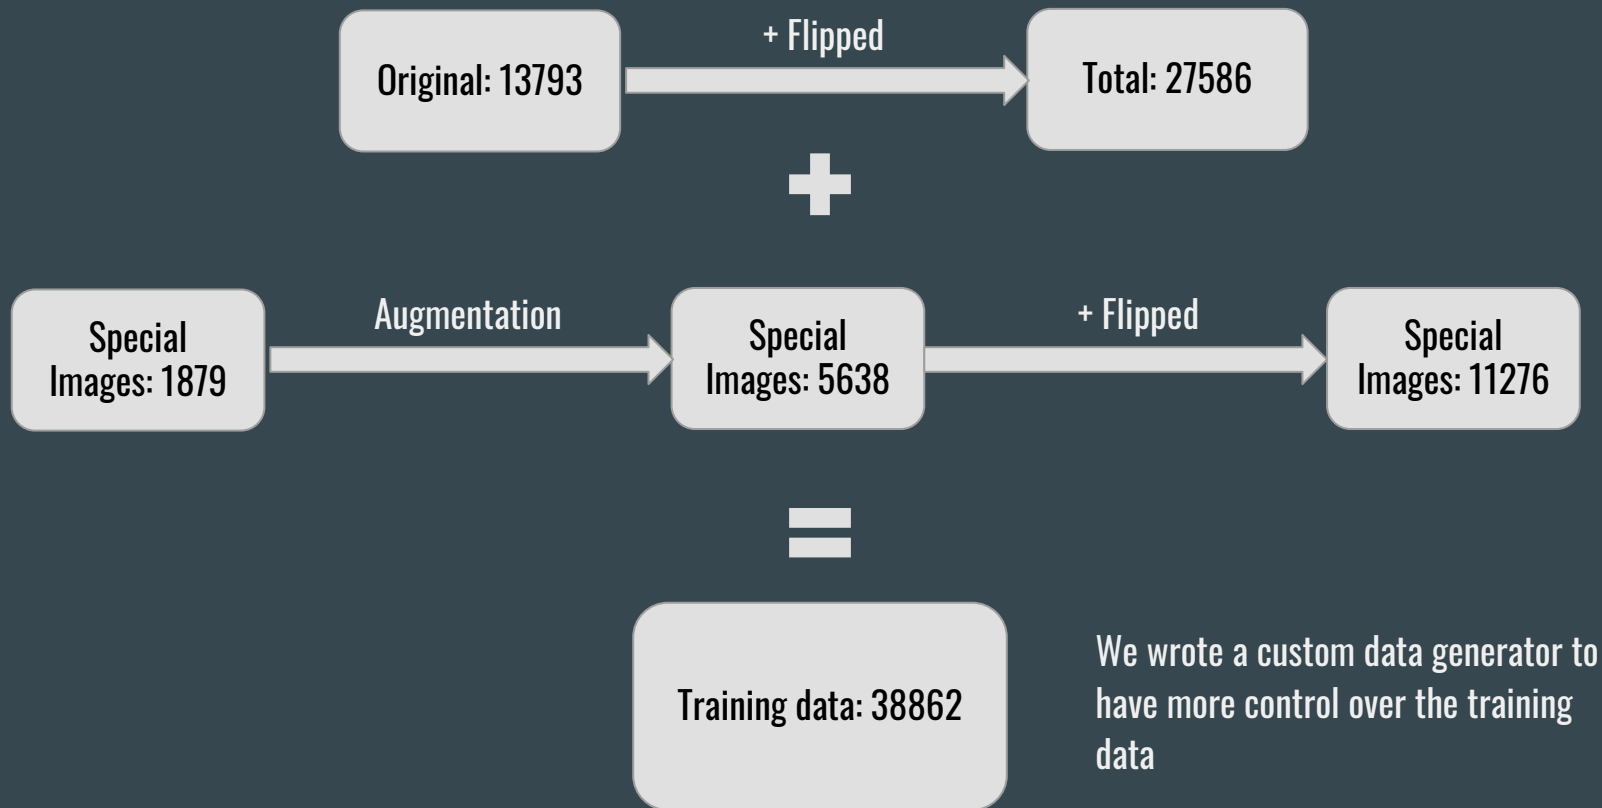 + Flipped
Original: 13793
Total: 27586
Augmentation
+ Flipped
Special
Images: 1879
Special
Images: 5638
Special
Images: 11276
Training data: 38862
We wrote a custom data generator to
have more control over the training
data